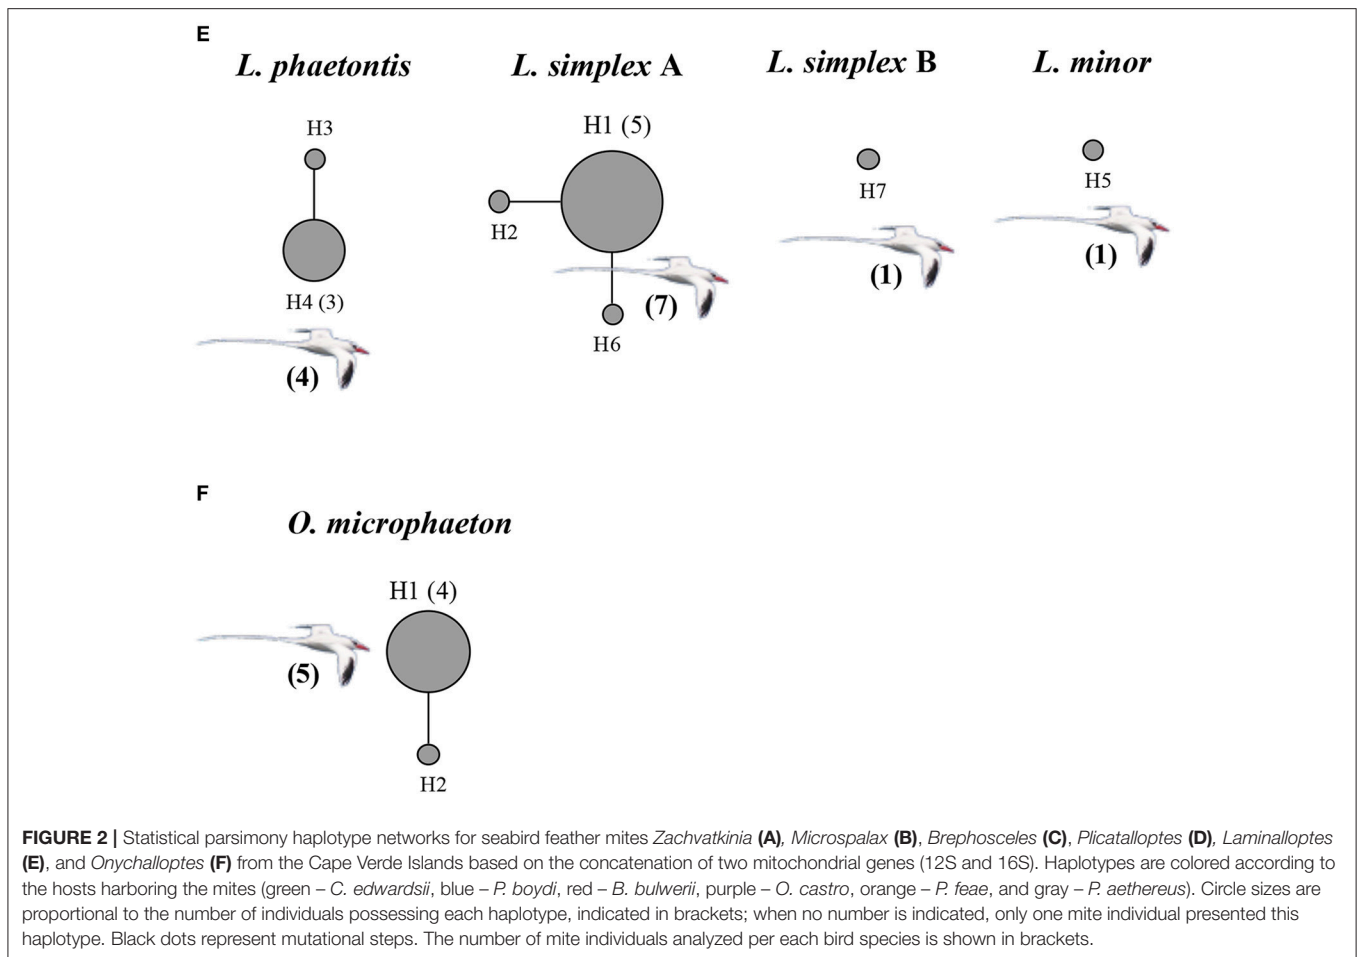 E
L. phaetontis
L. simplex A
L. simplex B
L. minor
H3
H4 (3)
(4)
H1 (5)
H2
(7)
H6
H7
(1)
H5
(1)
F
O. microphaeton
H1 (4)
(5)
H2
FIGURE 2 | Statistical parsimony haplotype networks for seabird feather mites Zachvatkinia (A), Microspalax (B), Brephosceles (C), Plicatalloptes (D), Laminalloptes
(E), and Onychalloptes (F) from the Cape Verde Islands based on the concatenation of two mitochondrial genes (12S and 16S). Haplotypes are colored according to
the hosts harboring the mites (green – C. edwardsii, blue – P. boydi, red – B. bulwerii, purple – O. castro, orange – P. feae, and gray – P. aethereus). Circle sizes are
proportional to the number of individuals possessing each haplotype, indicated in brackets; when no number is indicated, only one mite individual presented this
haplotype. Black dots represent mutational steps. The number of mite individuals analyzed per each bird species is shown in brackets.